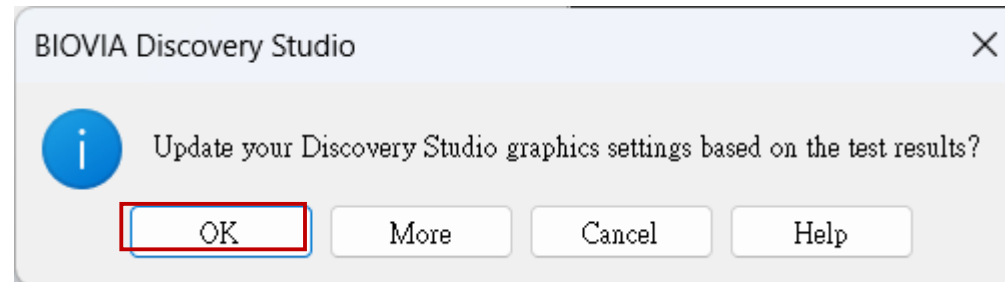 BIOVIA Discovery Studio
Update your Discovery Studio graphics settings based on the test results?
OK More Cancel Help